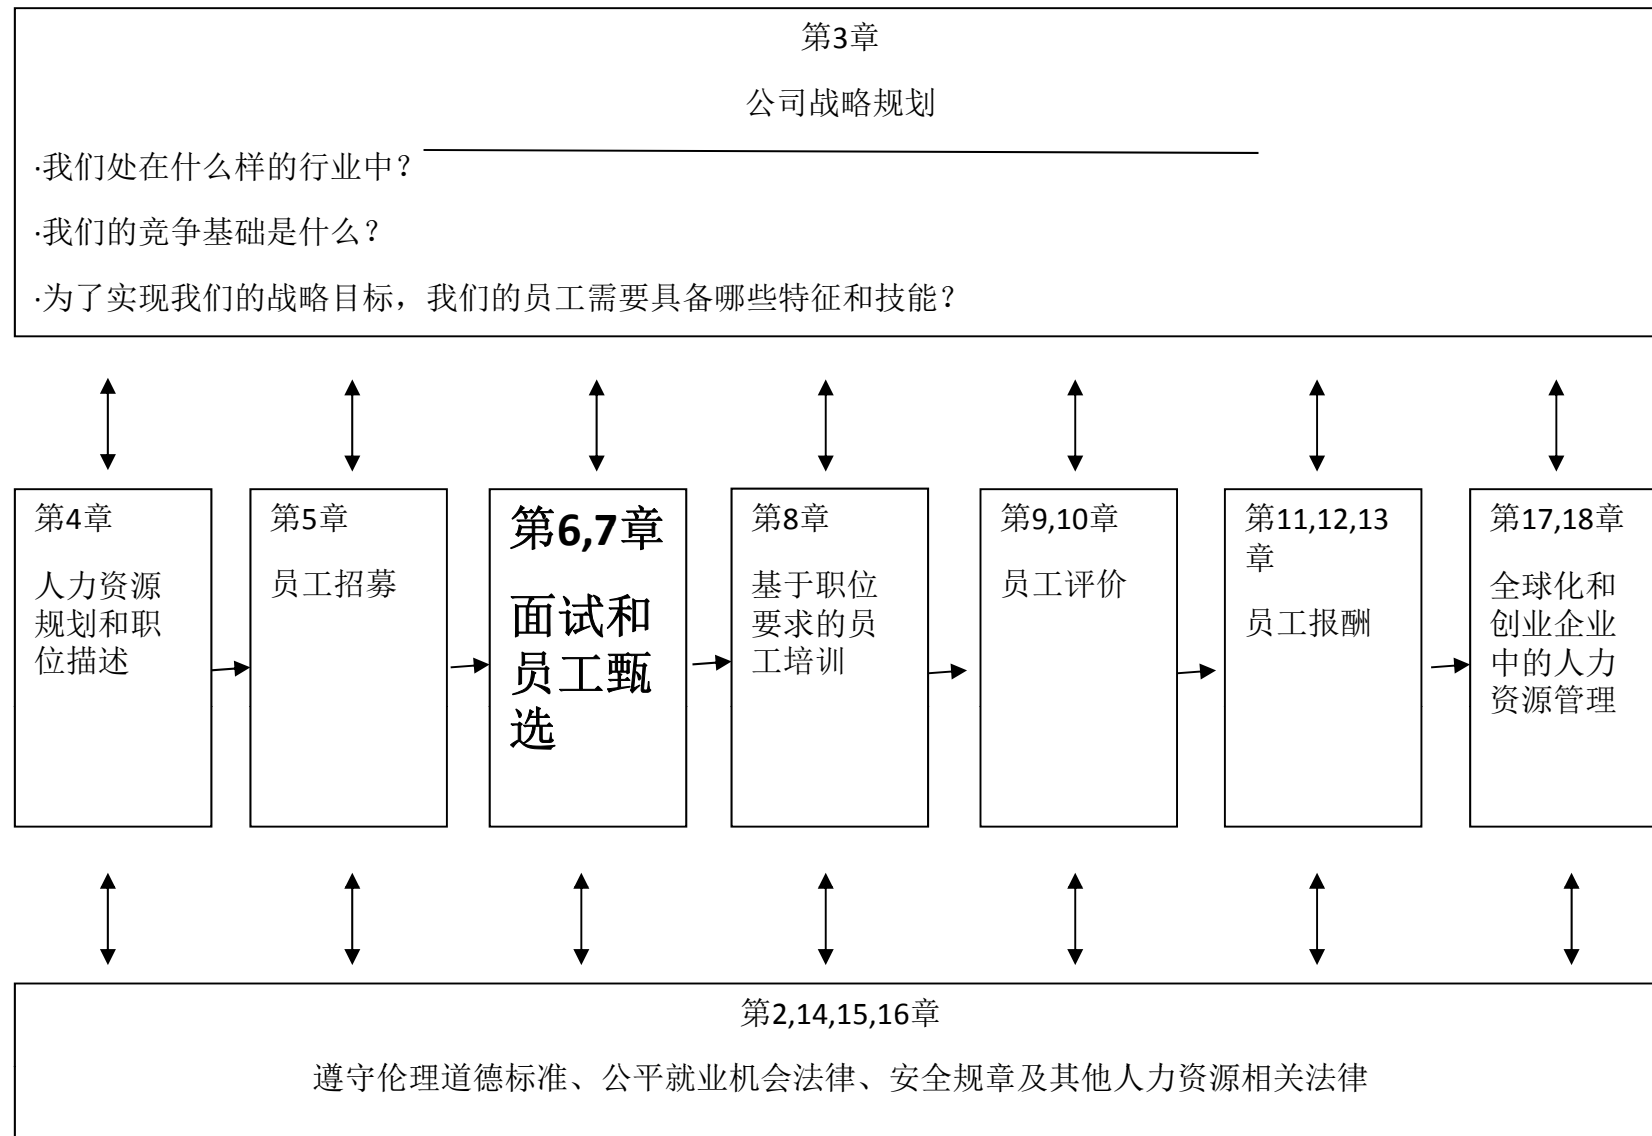 第3章
公司战略规划
·我们处在什么样的行业中？
·我们的竞争基础是什么？
·为了实现我们的战略目标，我们的员工需要具备哪些特征和技能？
第4章
人力资源
规划和职
位描述
第5章
员工招募
第6,7章
面试和
员工甄
选
第8章
基于职位
要求的员
工培训
第9,10章
员工评价
第11,12,13
章
员工报酬
第17,18章
全球化和
创业企业
中的人力
资源管理
第2,14,15,16章
遵守伦理道德标准、公平就业机会法律、安全规章及其他人力资源相关法律